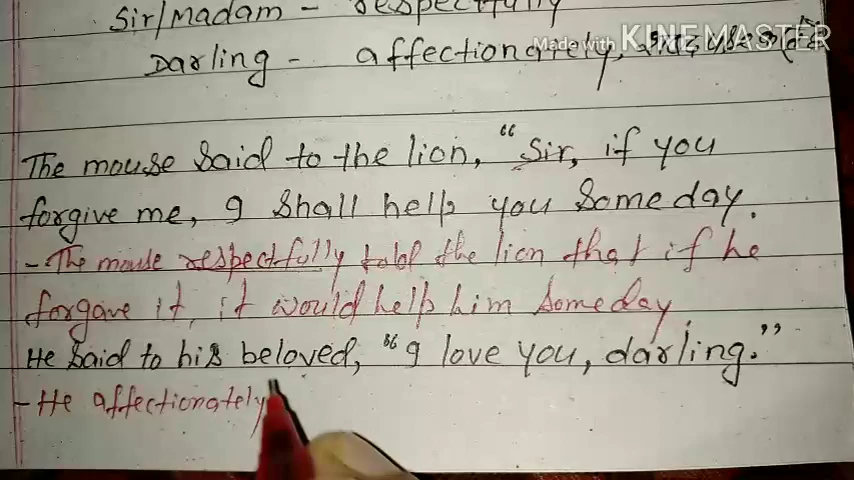 Sir/Madam - respectfully
Made with KINEMASTER
Darling - affectionately,
The mouse said to the lion, "Sir, if you
forgive me, I shall help you someday.
- The mouse respectfully told the lion that if he
forgave it, it would help him someday.
He said to his beloved, "I love you, darling."
- He affectionately